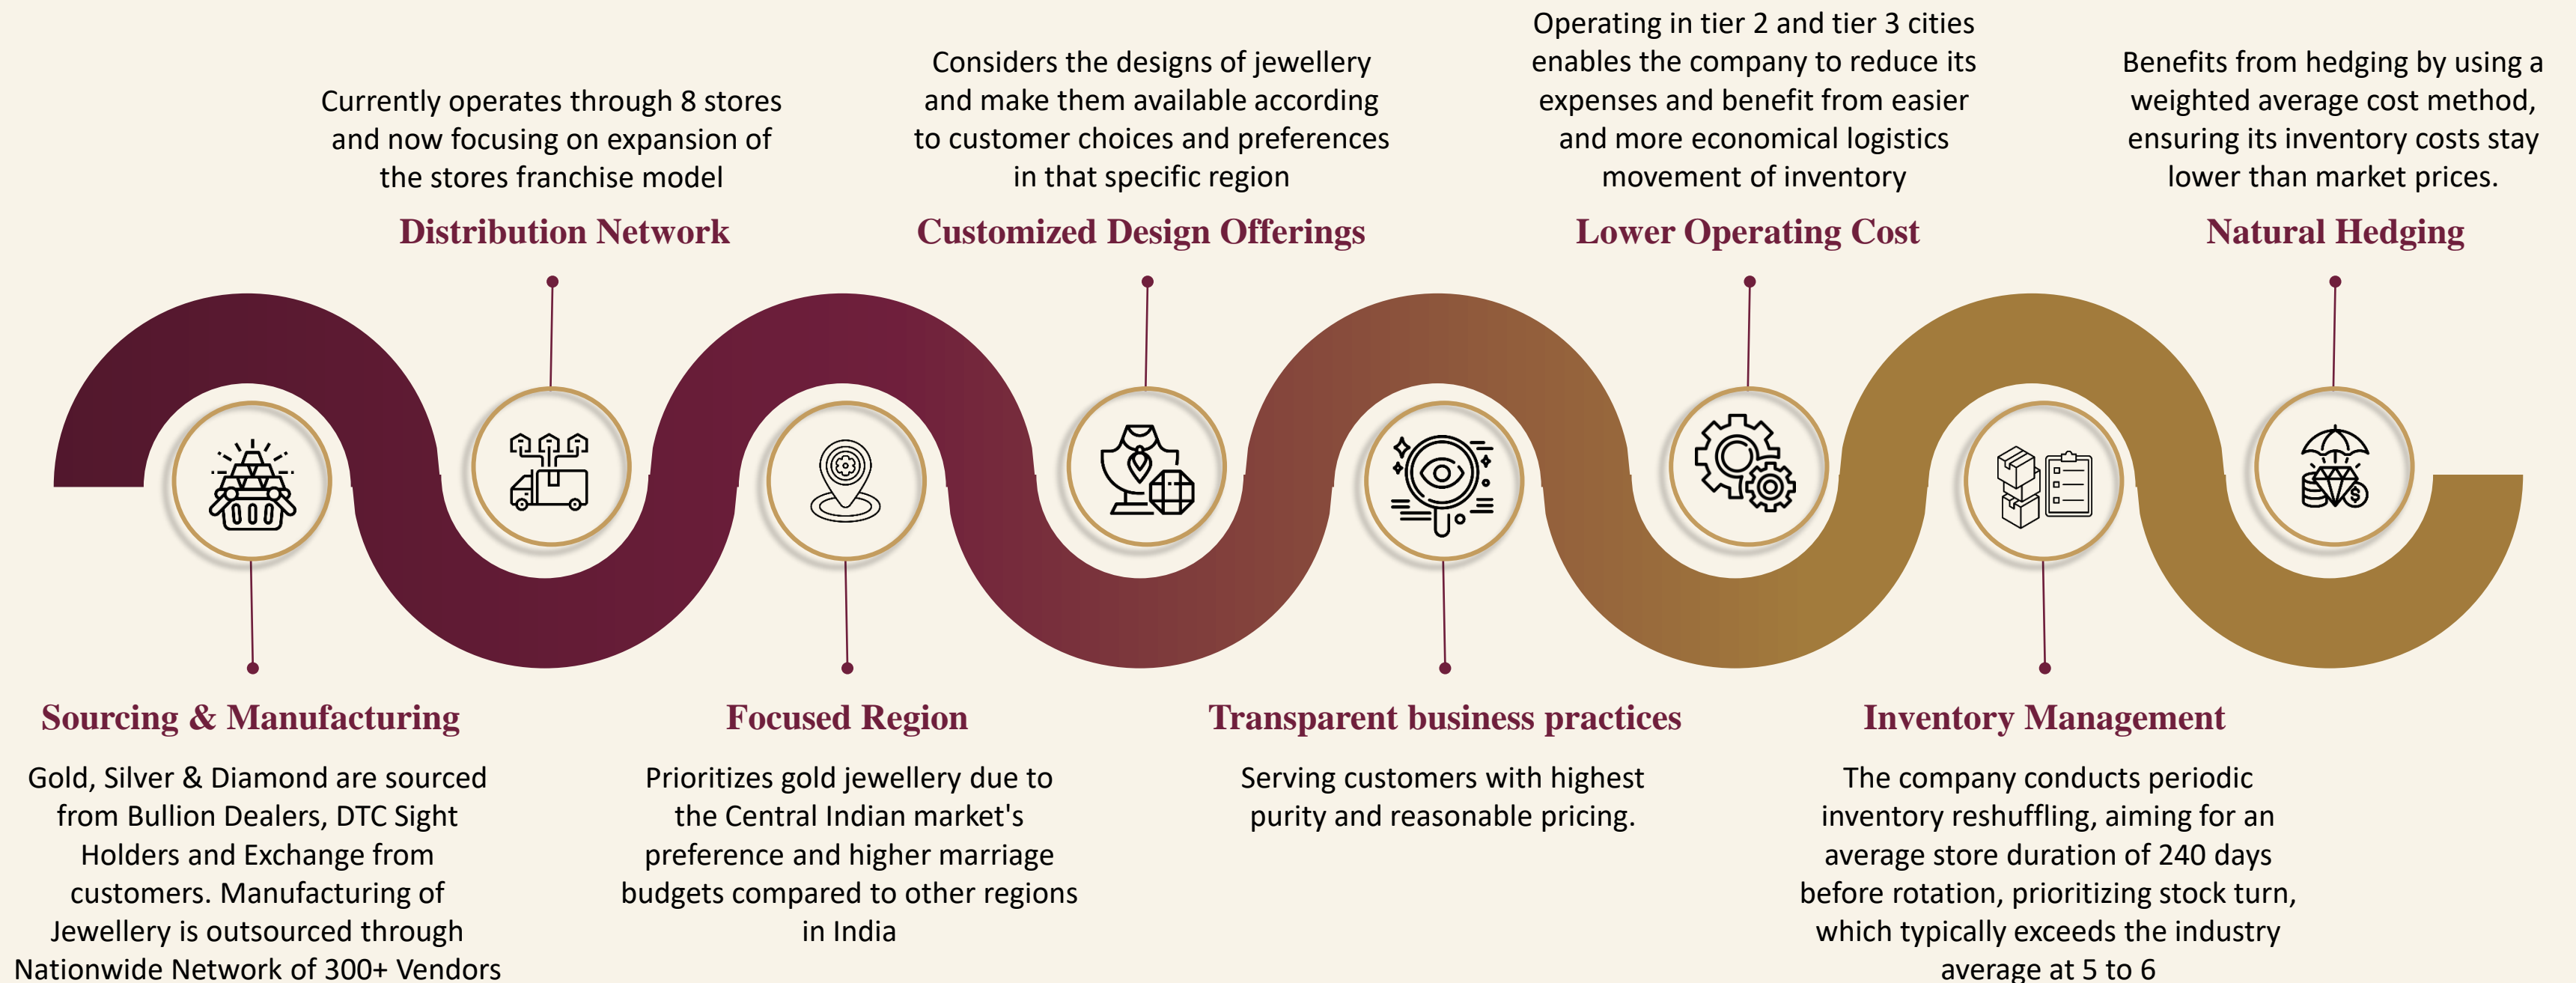 Currently operates through 8 stores
and now focusing on expansion of
the stores franchise model
Distribution Network
Considers the designs of jewellery
and make them available according
to customer choices and preferences
in that specific region
Customized Design Offerings
Operating in tier 2 and tier 3 cities
enables the company to reduce its
expenses and benefit from easier
and more economical logistics
movement of inventory
Lower Operating Cost
Benefits from hedging by using a
weighted average cost method,
ensuring its inventory costs stay
lower than market prices.
Natural Hedging
$
Sourcing & Manufacturing
Gold, Silver & Diamond are sourced
from Bullion Dealers, DTC Sight
Holders and Exchange from
customers. Manufacturing of
Jewellery is outsourced through
Nationwide Network of 300+ Vendors
Focused Region
Prioritizes gold jewellery due to
the Central Indian market's
preference and higher marriage
budgets compared to other regions
in India
Transparent business practices
Serving customers with highest
purity and reasonable pricing.
Inventory Management
The company conducts periodic
inventory reshuffling, aiming for an
average store duration of 240 days
before rotation, prioritizing stock turn,
which typically exceeds the industry
average at 5 to 6